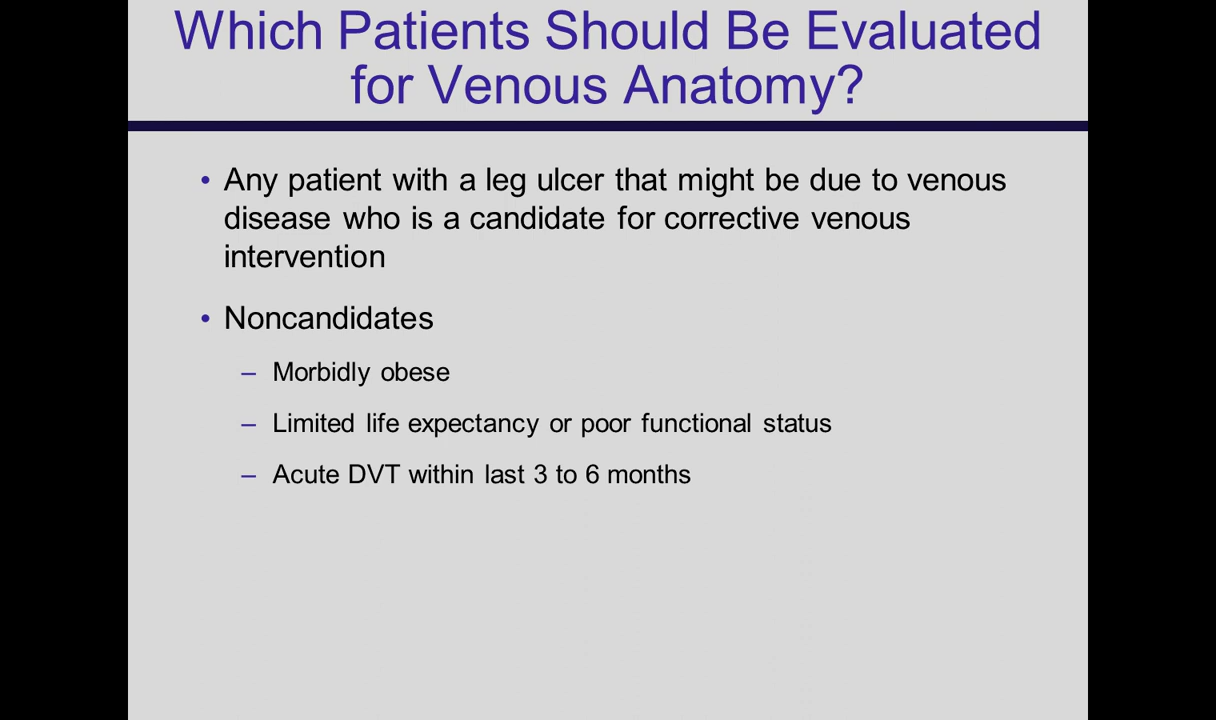 Which Patients Should Be Evaluated
for Venous Anatomy?
• Any patient with a leg ulcer that might be due to venous
disease who is a candidate for corrective venous
intervention
• Noncandidates
– Morbidly obese
– Limited life expectancy or poor functional status
– Acute DVT within last 3 to 6 months